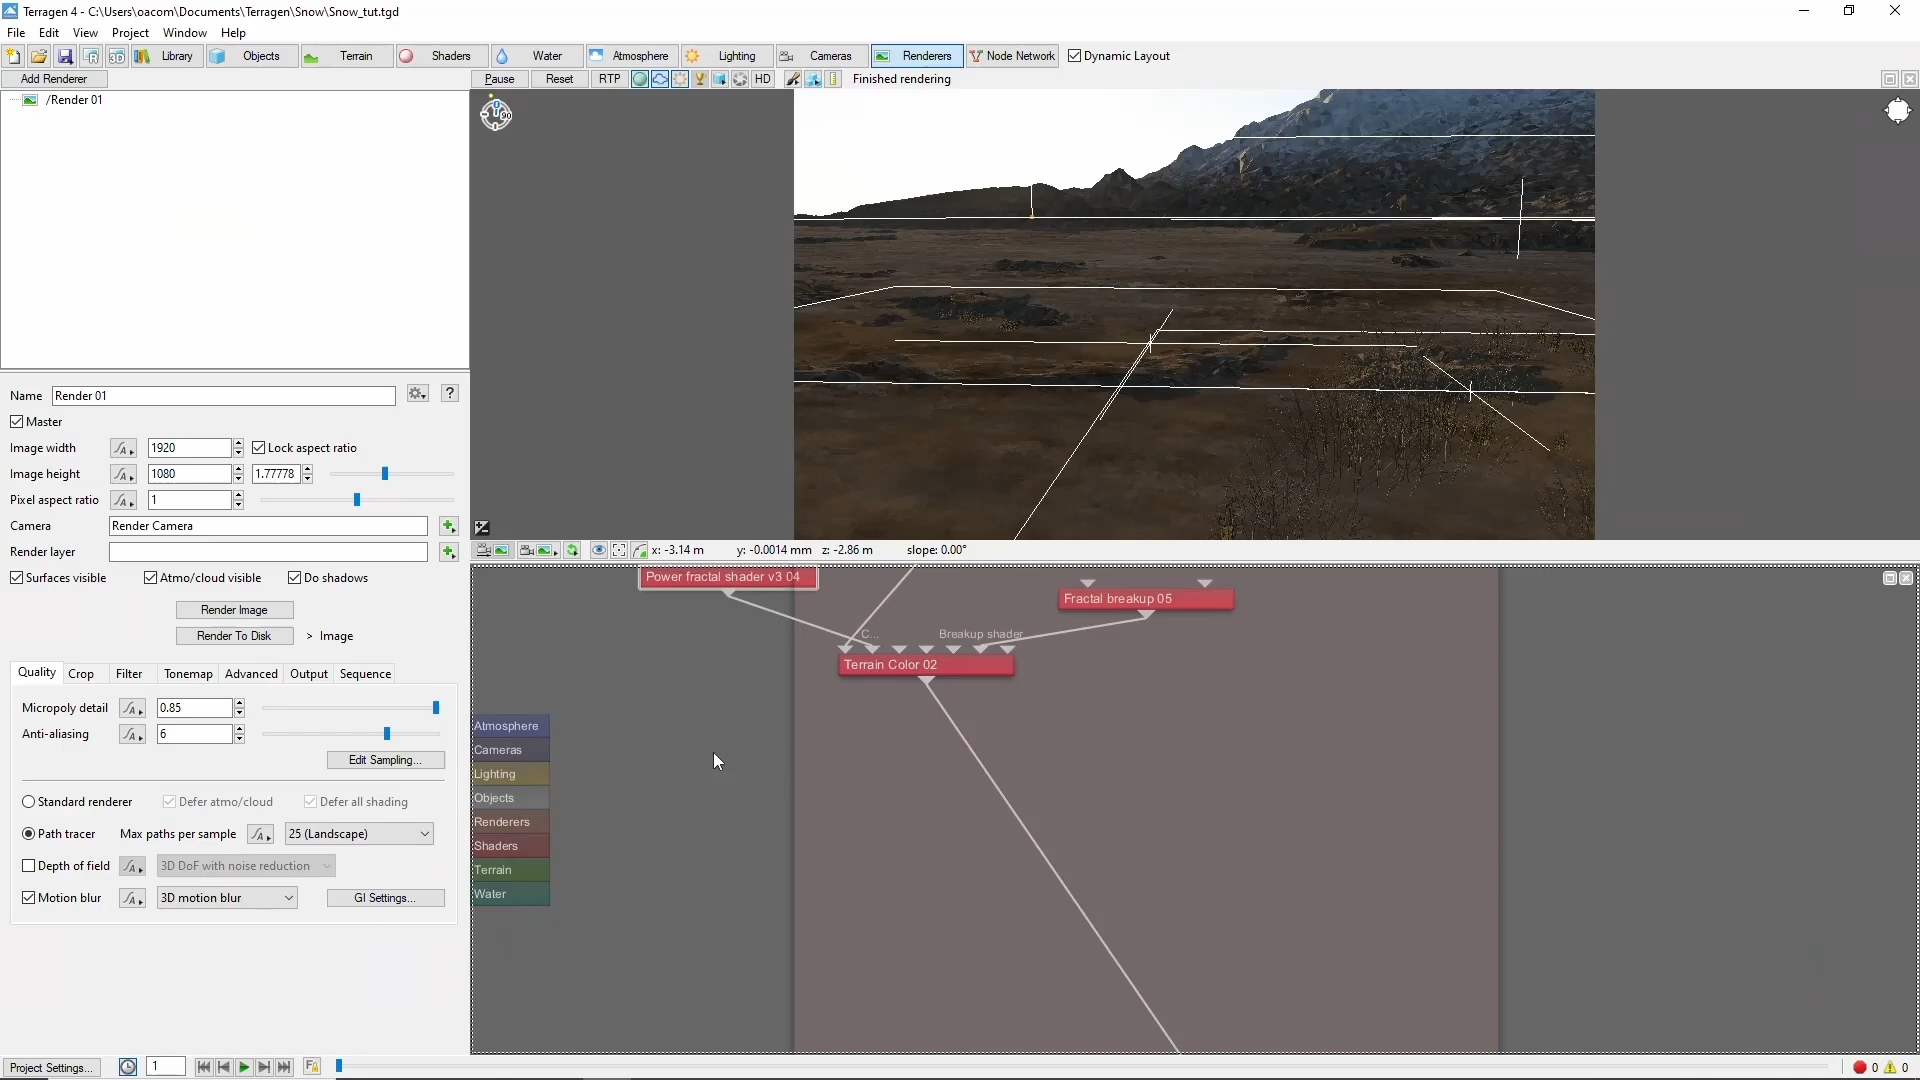 Terragen 4 - C:\Users\oacom\Documents\Terragen\Snow\Snow_tut.tgd
File Edit View Project Window Help
Library Objects Terrain Shaders Water Atmosphere Lighting Cameras Renderers Node Network Dynamic Layout
Add Renderer
Pause Reset RTP HD Finished rendering
/Render 01
90
Name Render 01 ?
Master
Image width 1920 Lock aspect ratio
Image height 1080 1.77778
Pixel aspect ratio 1
Camera Render Camera
Render layer
Surfaces visible Atmo/cloud visible Do shadows
Render Image
Render To Disk > Image
Quality Crop Filter Tonemap Advanced Output Sequence
Micropoly detail 0.85
Anti-aliasing 6
Edit Sampling...
Standard renderer Defer atmo/cloud Defer all shading
Path tracer Max paths per sample 25 (Landscape)
Depth of field 3D DoF with noise reduction
Motion blur 3D motion blur GI Settings...
x: -3.14 m y: -0.0014 mm z: -2.86 m slope: 0.00°
Power fractal shader v3 04
Fractal breakup 05
C... Breakup shader
Terrain Color 02
Atmosphere
Cameras
Lighting
Objects
Renderers
Shaders
Terrain
Water
Project Settings... 1 0 0